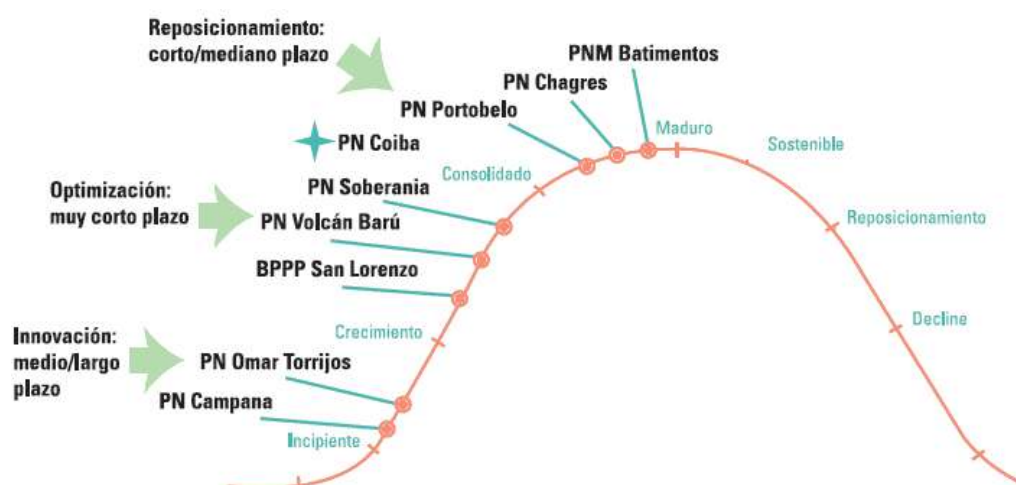 Reposicionamiento:
corto/mediano plazo
PNM Batimentos
PN Chagres
PN Portobelo
Maduro
Sostenible
PN Coiba
Consolidado
Optimización:
muy corto plazo
PN Soberania
PN Volcán Barú
Reposicionamiento
BPPP San Lorenzo
Crecimiento
Decline
Innovación:
medio/largo
plazo
PN Omar Torrijos
PN Campana
Incipiente